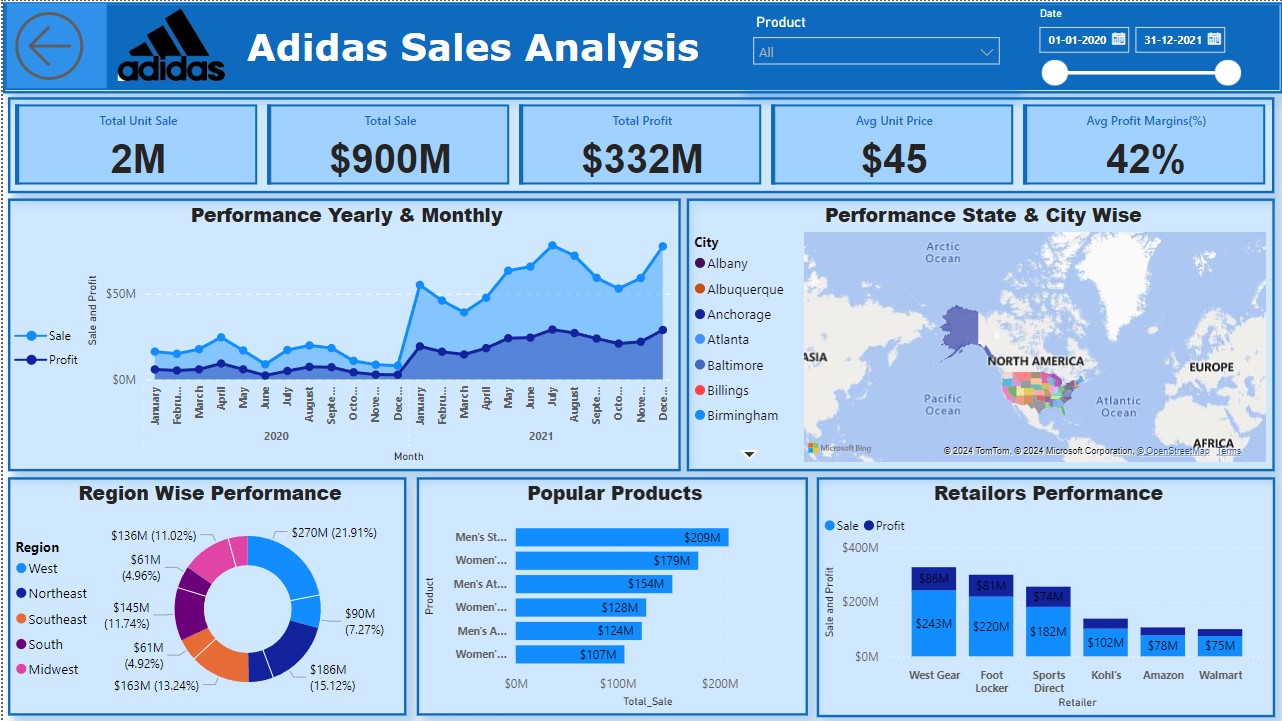 adidas
Adidas Sales Analysis
Product
All
Date
01-01-2020
31-12-2021
Total Unit Sale
2M
Total Sale
$900M
Total Profit
$332M
Avg Unit Price
$45
Avg Profit Margins(%)
42%
Performance Yearly & Monthly
Sale
Profit
Sale and Profit
$50M
$0M
January
Febru...
March
April
May
June
July
August
Septe...
Octo...
Nove...
Dece...
January
Febru...
March
April
May
June
July
August
Septe...
Octo...
Nove...
Dece...
2020
2021
Month
Performance State & City Wise
City
Albany
Albuquerque
Anchorage
Atlanta
Baltimore
Billings
Birmingham
Arctic
Ocean
ASIA
NORTH AMERICA
EUROPE
Pacific
Ocean
Atlantic
Ocean
AFRICA
Microsoft Bing
© 2024 TomTom, © 2024 Microsoft Corporation, © OpenStreetMap Terms
Region Wise Performance
Region
West
Northeast
Southeast
South
Midwest
$270M (21.91%)
$90M
(7.27%)
$186M
(15.12%)
$163M (13.24%)
$61M
(4.92%)
$145M
(11.74%)
$61M
(4.96%)
$136M (11.02%)
Popular Products
Product
Men's St...
$209M
Women'...
$179M
Men's At...
$154M
Women'...
$128M
Men's A...
$124M
Women'...
$107M
$0M
$100M
$200M
Total_Sale
Retailors Performance
Sale
Profit
Sale and Profit
$400M
$200M
$0M
$86M
$243M
$81M
$220M
$74M
$182M
$102M
$78M
$75M
West Gear
Foot
Locker
Sports
Direct
Kohl's
Amazon
Walmart
Retailer